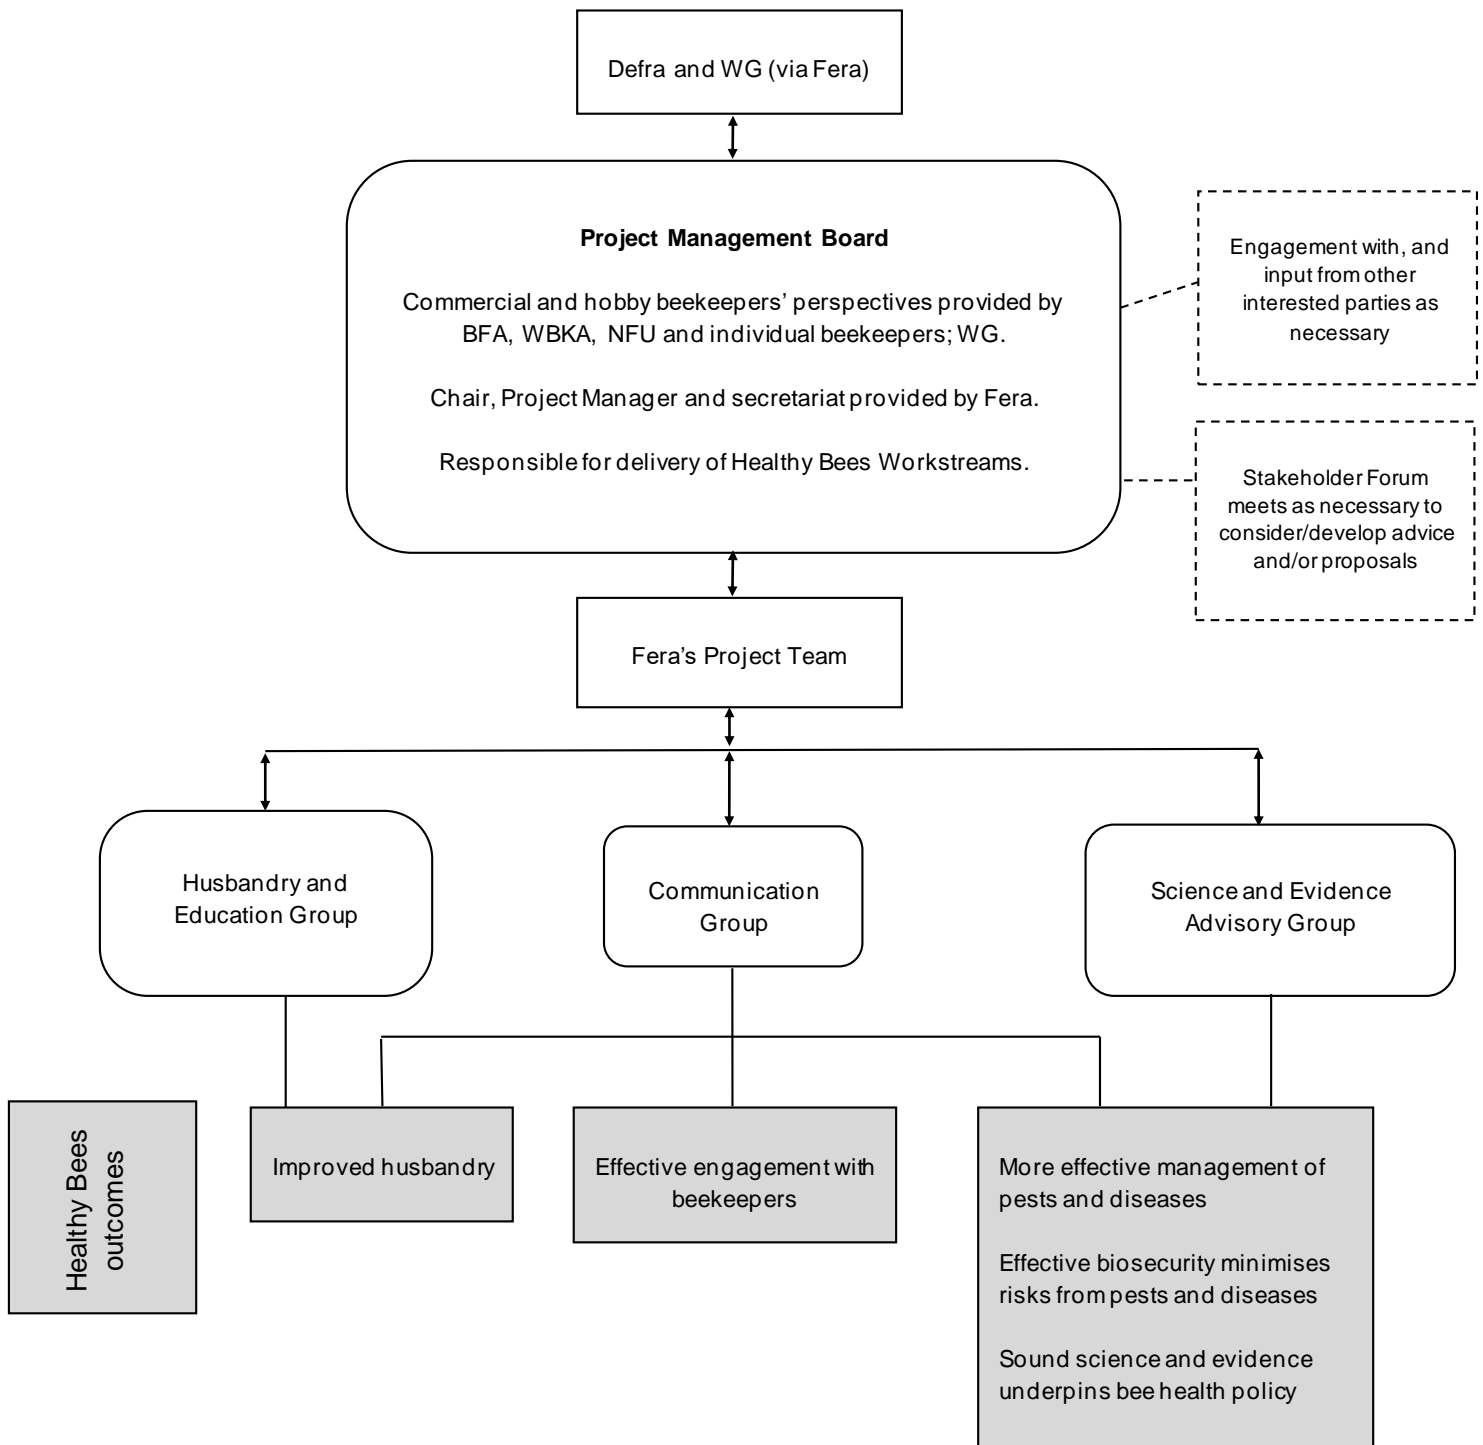 Defra and WG (via Fera)
Project Management Board
Commercial and hobby beekeepers’ perspectives provided by
BFA, WBKA, NFU and individual beekeepers; WG.
Chair, Project Manager and secretariat provided by Fera.
Responsible for delivery of Healthy Bees Workstreams.
Engagement with, and
input from other
interested parties as
necessary
Stakeholder Forum
meets as necessary to
consider/develop advice
and/or proposals
Fera’s Project Team
Husbandry and
Education Group
Communication
Group
Science and Evidence
Advisory Group
Healthy Bees
outcomes
Improved husbandry
Effective engagement with
beekeepers
More effective management of
pests and diseases
Effective biosecurity minimises
risks from pests and diseases
Sound science and evidence
underpins bee health policy